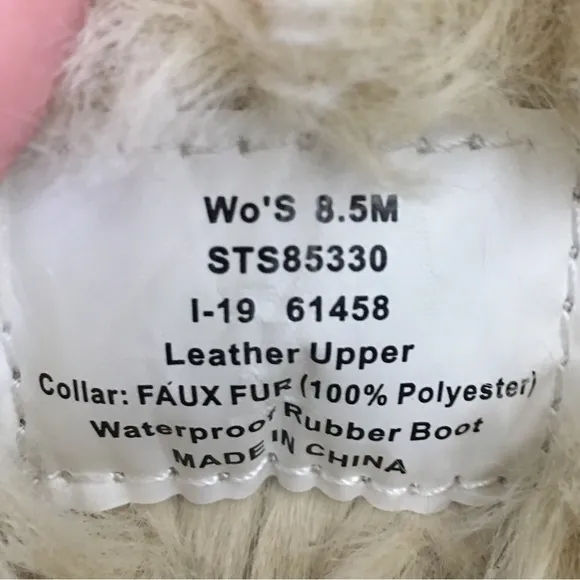 Wo'S 8.5M
STS85330
I-19 61458
Leather Upper
Collar: FAUX FUR (100% Polyester)
Waterproof Rubber Boot
MADE IN CHINA